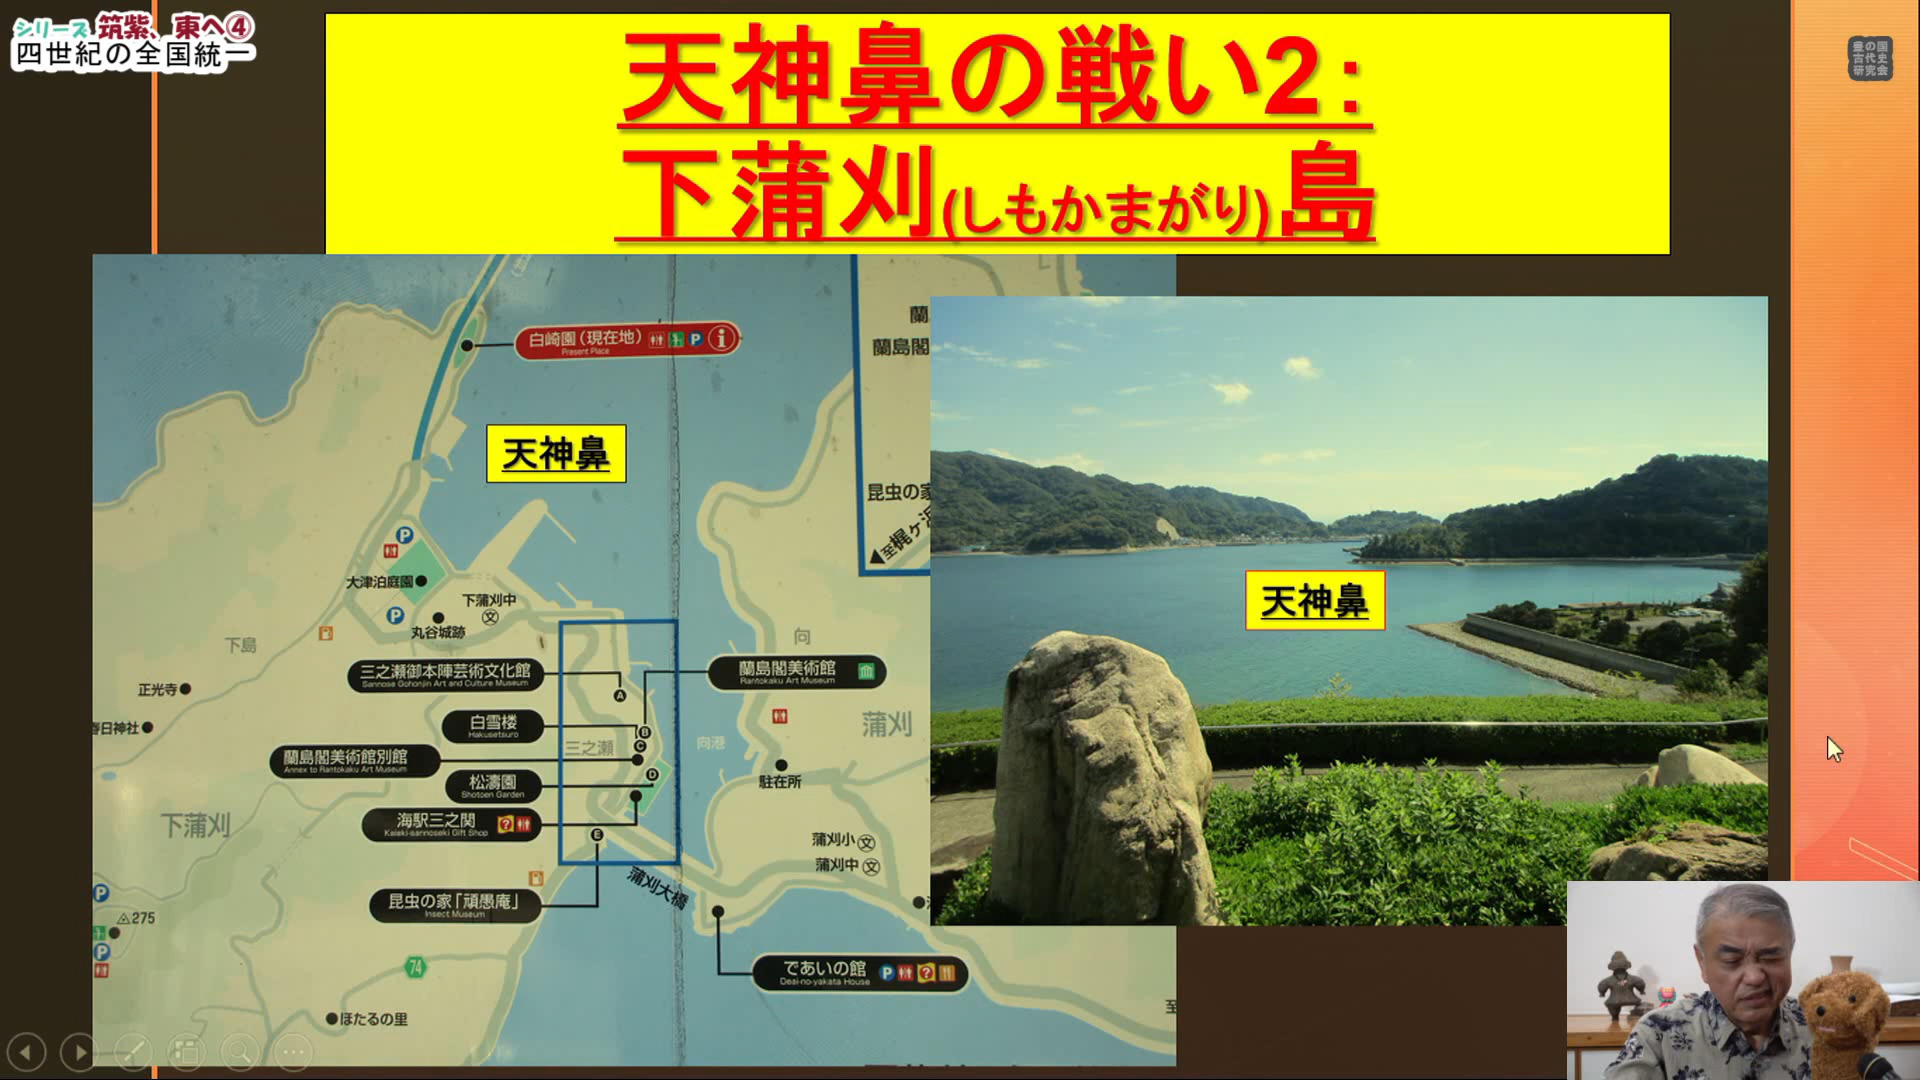 シリーズ 筑紫、東へ④
四世紀の全国統一
豊の国
古代史
研究会
天神鼻の戦い2:
下蒲刈(しもかまがり)島
白崎園(現在地)
Present Place
P
i
天神鼻
蘭島閣
昆虫の家
至梶ヶ浜
P
大津泊庭園
下蒲刈中
文
P
丸谷城跡
下島
向
三之瀬御本陣芸術文化館
Sannose Gohonjin Art and Culture Museum
A
蘭島閣美術館
Rantokaku Art Museum
正光寺
春日神社
白雪楼
Hakusetsuro
B
C
三之瀬
向港
蒲刈
蘭島閣美術館別館
Annex to Rantokaku Art Museum
D
松濤園
Shotoen Garden
駐在所
下蒲刈
海駅三之関
Kaieki-sannoseki Gift Shop
?
E
蒲刈小 文
蒲刈中 文
昆虫の家「頑愚庵」
Insect Museum
蒲刈大橋
P
275
P
74
であいの館
Deai-no-yakata House
P
?
ほたるの里
至
天神鼻